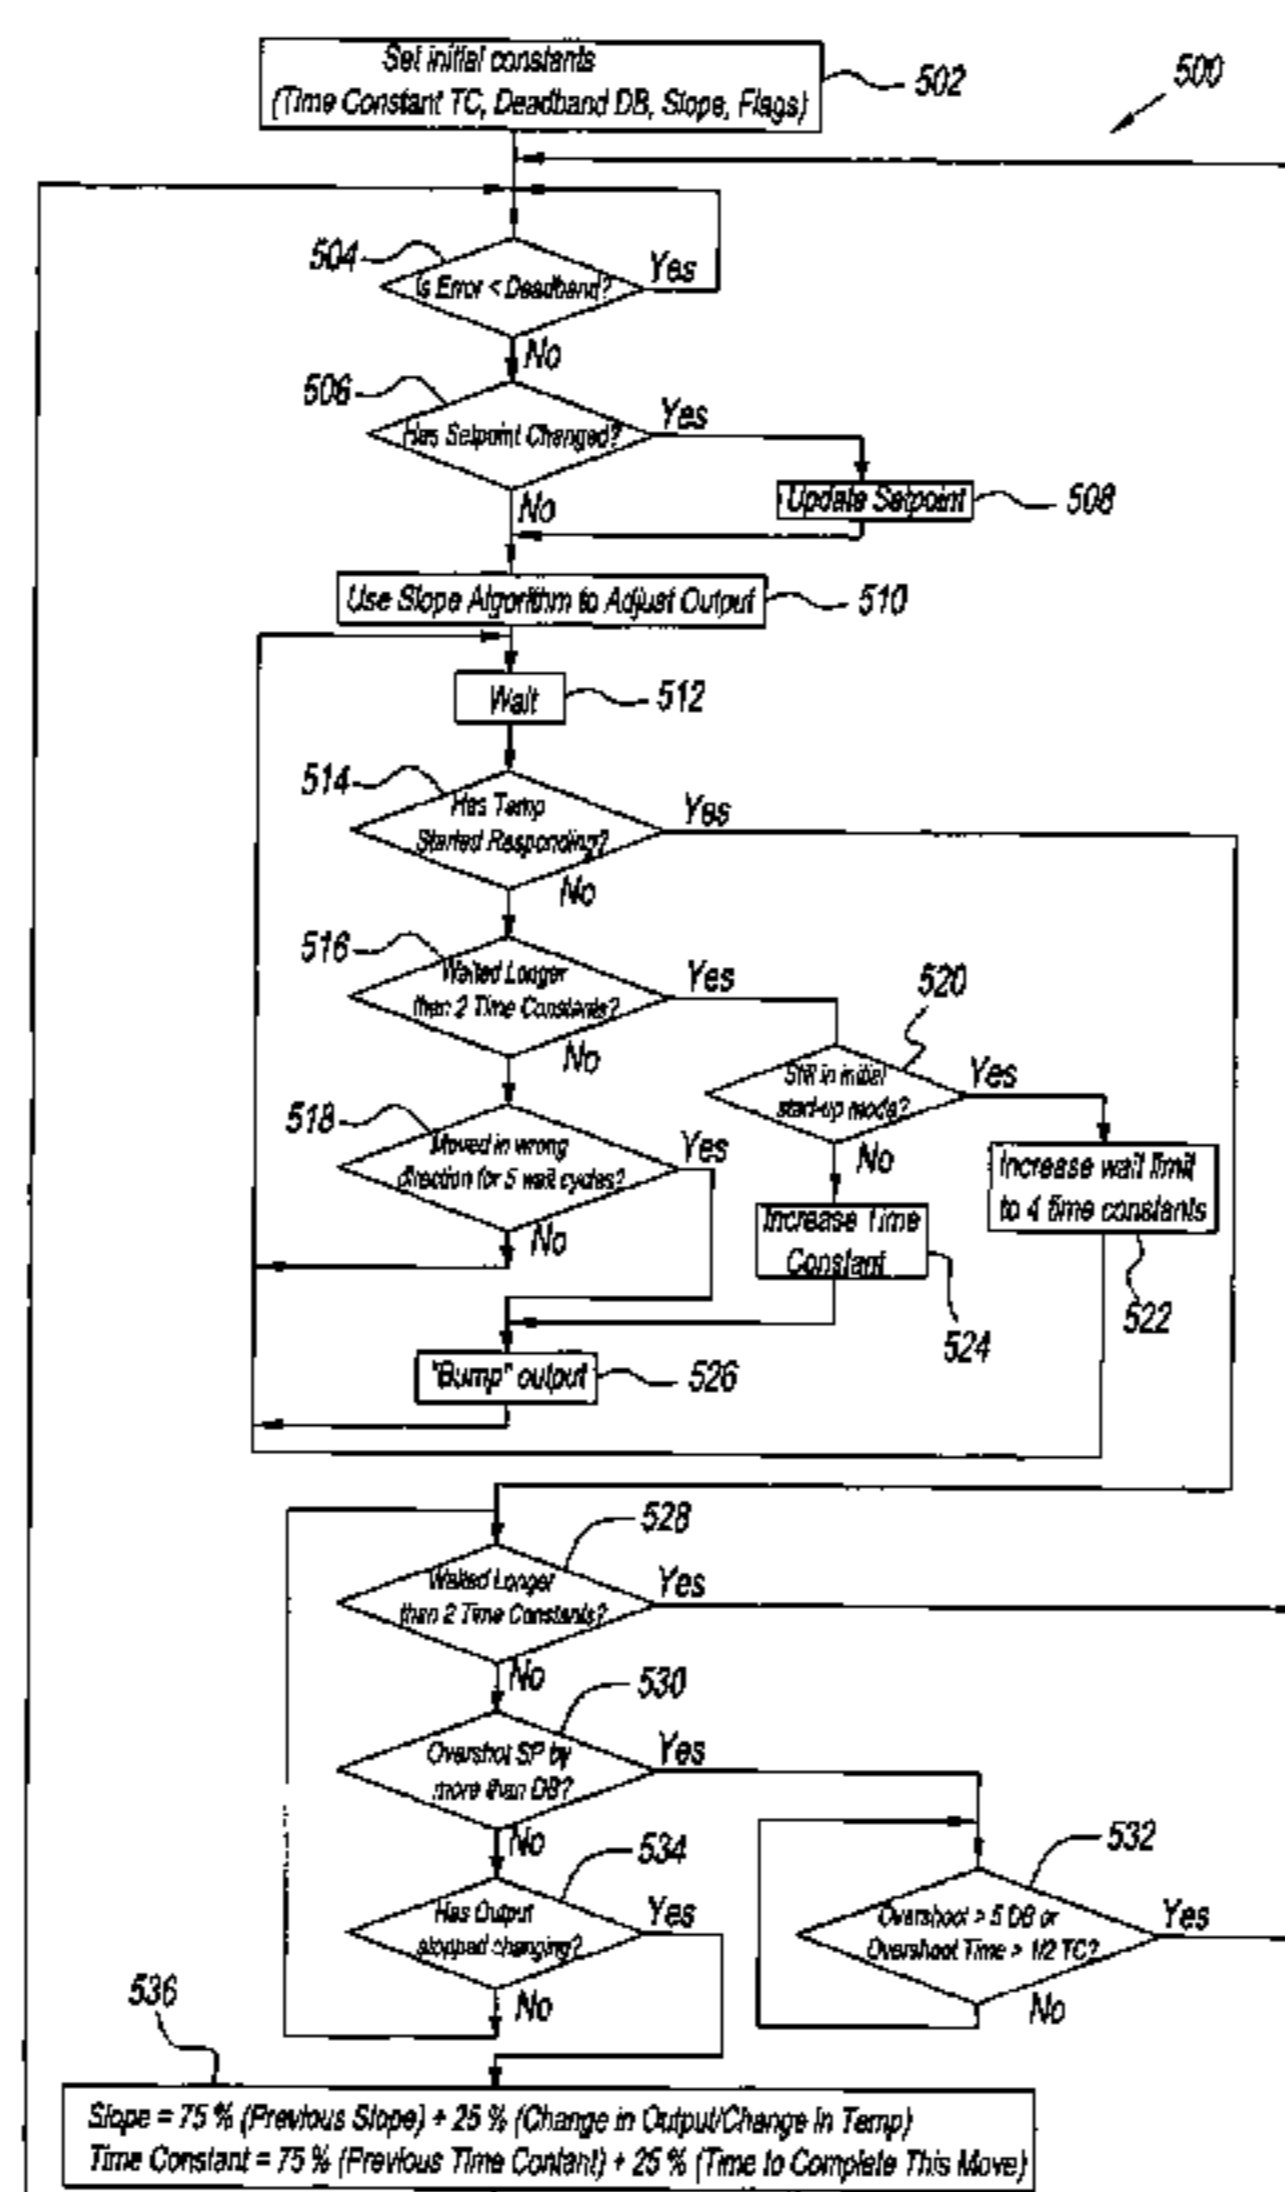 Set initial constants
(Time Constant TC, Deadband DB, Slope, Flags)
502
500
504
Is Error < Deadband?
Yes
No
506
Has Setpoint Changed?
Yes
No
Update Setpoint
508
Use Slope Algorithm to Adjust Output
510
Wait
512
514
Has Temp
Started Responding?
Yes
No
516
Waited Longer
than 2 Time Constants?
Yes
No
520
Still in initial
start-up mode?
Yes
No
518
Moved in wrong
direction for 5 wait cycles?
Yes
No
Increase wait limit
to 4 time constants
522
Increase Time
Constant
524
"Bump" output
526
528
Waited Longer
than 2 Time Constants?
Yes
No
530
Overshot SP by
more than DB?
Yes
No
532
Overshoot > 5 DB or
Overshoot Time > 1/2 TC?
Yes
No
534
Has Output
stopped changing?
Yes
No
536
Slope = 75 % (Previous Slope) + 25 % (Change in Output/Change in Temp)
Time Constant = 75 % (Previous Time Contant) + 25 % (Time to Complete This Move)